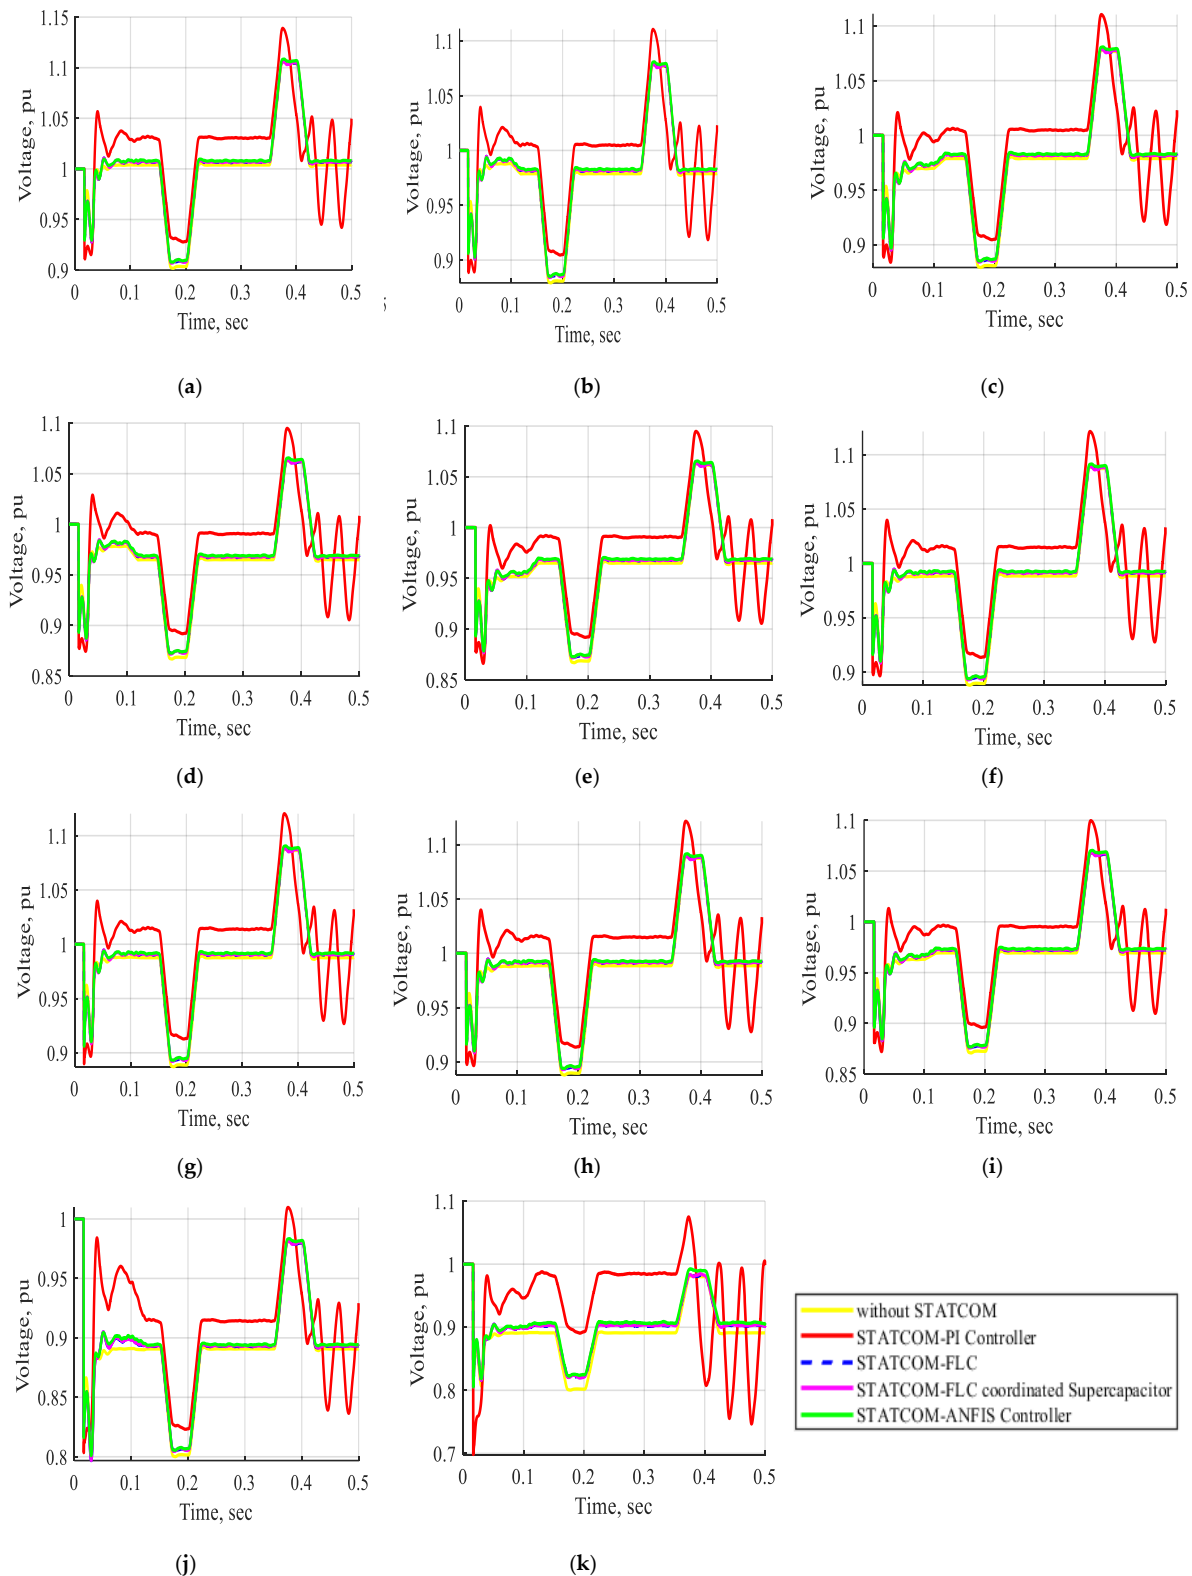 1.15
1.1
1.05
1
0.95
0.9
Voltage, pu
0 0.1 0.2 0.3 0.4 0.5
Time, sec
(a)
1.1
1.05
1
0.95
0.9
Voltage, pu
0 0.1 0.2 0.3 0.4 0.5
Time, sec
(b)
1.1
1.05
1
0.95
0.9
Voltage, pu
0 0.1 0.2 0.3 0.4 0.5
Time, sec
(c)
1.1
1.05
1
0.95
0.9
0.85
Voltage, pu
0 0.1 0.2 0.3 0.4 0.5
Time, sec
(d)
1.1
1.05
1
0.95
0.9
0.85
Voltage, pu
0 0.1 0.2 0.3 0.4 0.5
Time, sec
(e)
1.1
1.05
1
0.95
0.9
Voltage, pu
0 0.1 0.2 0.3 0.4 0.5
Time, sec
(f)
1.1
1.05
1
0.95
0.9
Voltage, pu
0 0.1 0.2 0.3 0.4 0.5
Time, sec
(g)
1.1
1.05
1
0.95
0.9
Voltage, pu
0 0.1 0.2 0.3 0.4 0.5
Time, sec
(h)
1.1
1.05
1
0.95
0.9
0.85
Voltage, pu
0 0.1 0.2 0.3 0.4 0.5
Time, sec
(i)
1
0.95
0.9
0.85
0.8
Voltage, pu
0 0.1 0.2 0.3 0.4 0.5
Time, sec
(j)
1.1
1
0.9
0.8
0.7
Voltage, pu
0 0.1 0.2 0.3 0.4 0.5
Time, sec
(k)
without STATCOM
STATCOM-PI Controller
STATCOM-FLC
STATCOM-FLC coordinated Supercapacitor
STATCOM-ANFIS Controller